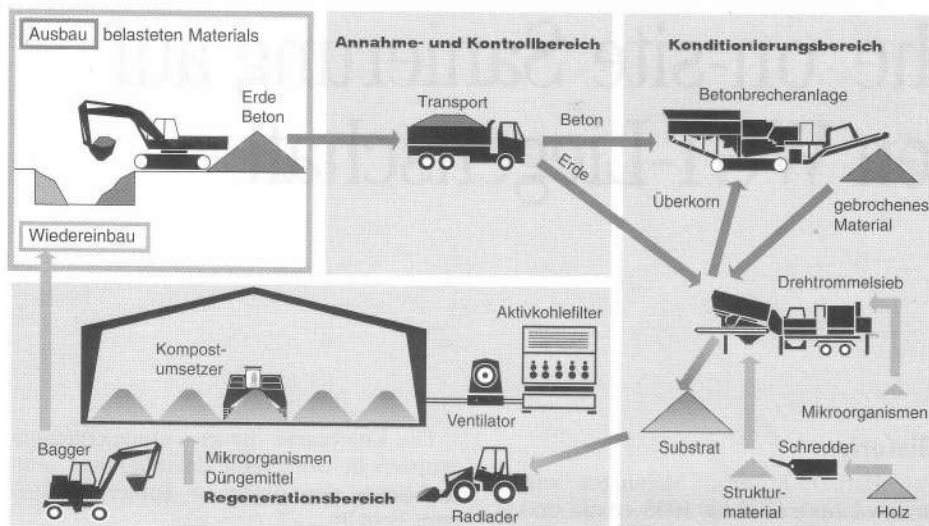 Ausbau belasteten Materials
Erde
Beton
Wiedereinbau
Annahme- und Kontrollbereich
Transport
Beton
Erde
Konditionierungsbereich
Betonbrecheranlage
Überkorn
gebrochenes
Material
Drehtrommelsieb
Mikroorganismen
Schredder
Holz
Struktur-
material
Substrat
Radlader
Aktivkohlefilter
Ventilator
Kompost-
umsetzer
Bagger
Mikroorganismen
Düngemittel
Regenerationsbereich